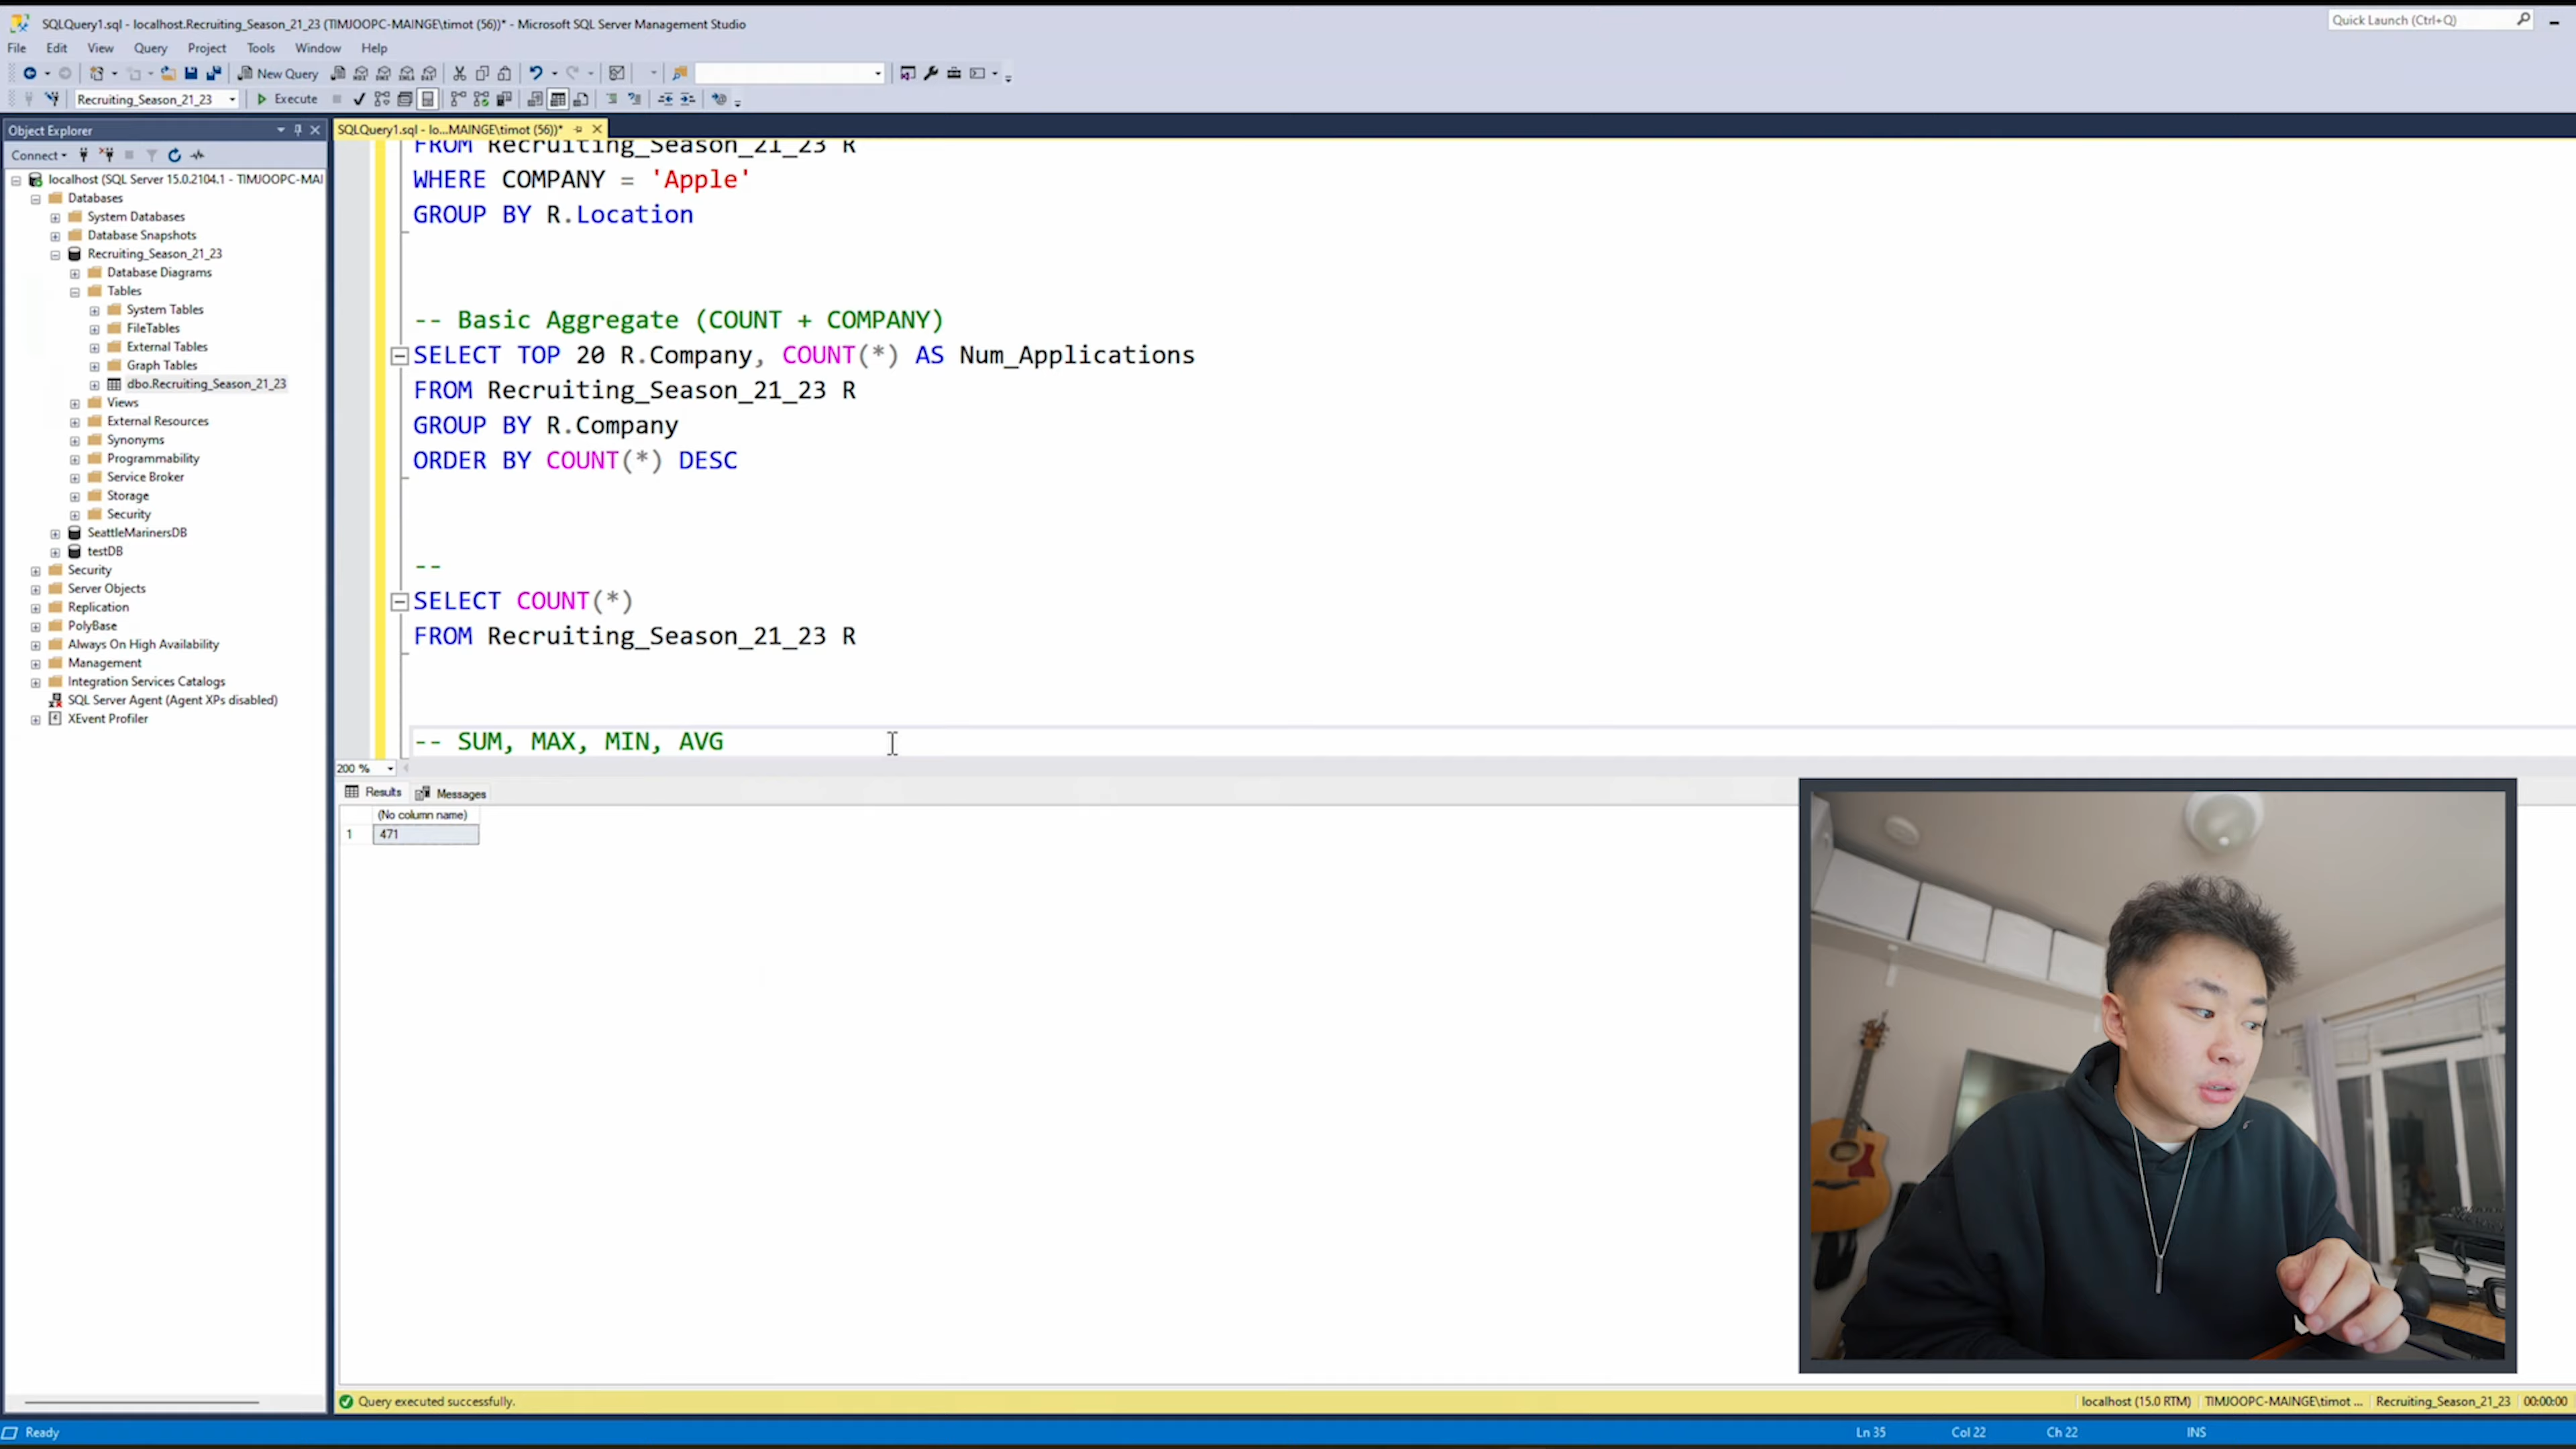 SQLQuery1.sql - localhost.Recruiting_Season_21_23 (TIMJOOPC-MAINGE\timot (56))* - Microsoft SQL Server Management Studio
Quick Launch (Ctrl+Q)
File Edit View Query Project Tools Window Help
New Query
Recruiting_Season_21_23
Execute
Object Explorer
SQLQuery1.sql - lo...MAINGE\timot (56))*
Connect
localhost (SQL Server 15.0.2104.1 - TIMJOOPC-MAI
Databases
System Databases
Database Snapshots
Recruiting_Season_21_23
Database Diagrams
Tables
System Tables
FileTables
External Tables
Graph Tables
dbo.Recruiting_Season_21_23
Views
External Resources
Synonyms
Programmability
Service Broker
Storage
Security
SeattleMarinersDB
testDB
Security
Server Objects
Replication
PolyBase
Always On High Availability
Management
Integration Services Catalogs
SQL Server Agent (Agent XPs disabled)
XEvent Profiler
FROM Recruiting_Season_21_23 R
WHERE COMPANY = 'Apple'
GROUP BY R.Location
-- Basic Aggregate (COUNT + COMPANY)
SELECT TOP 20 R.Company, COUNT(*) AS Num_Applications
FROM Recruiting_Season_21_23 R
GROUP BY R.Company
ORDER BY COUNT(*) DESC
--
SELECT COUNT(*)
FROM Recruiting_Season_21_23 R
-- SUM, MAX, MIN, AVG
200 %
Results Messages
(No column name)
1 471
Query executed successfully.
localhost (15.0 RTM) TIMJOOPC-MAINGE\timot ... Recruiting_Season_21_23 00:00:00
Ready Ln 35 Col 22 Ch 22 INS